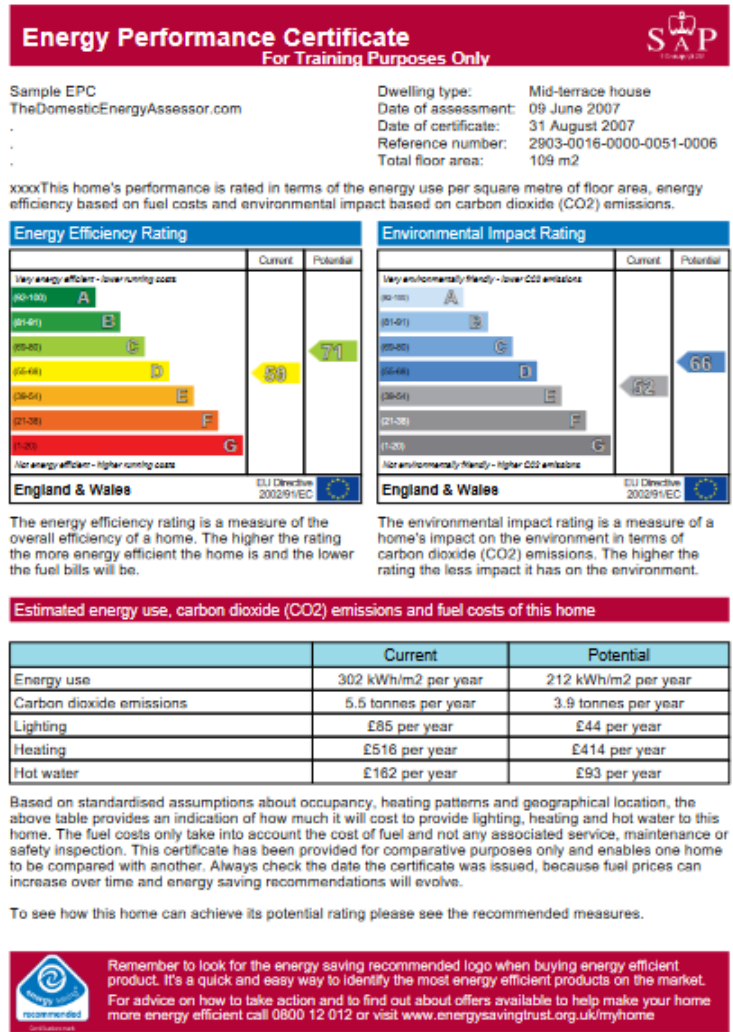 Energy Performance Certificate
For Training Purposes Only
SAP
Sample EPC
TheDomesticEnergyAssessor.com
.
.
.
Dwelling type: Mid-terrace house
Date of assessment: 09 June 2007
Date of certificate: 31 August 2007
Reference number: 2903-0016-0000-0051-0006
Total floor area: 109 m2
xxxxThis home's performance is rated in terms of the energy use per square metre of floor area, energy
efficiency based on fuel costs and environmental impact based on carbon dioxide (CO2) emissions.
Energy Efficiency Rating
Current Potential
Very energy efficient - lower running costs
(92-100) A
(81-91) B
(69-80) C
71
(55-68) D
59
(39-54) E
(21-38) F
(1-20) G
Not energy efficient - higher running costs
England & Wales
EU Directive
2002/91/EC
Environmental Impact Rating
Current Potential
Very environmentally friendly - lower CO2 emissions
(92-100) A
(81-91) B
(69-80) C
(55-68) D
66
(39-54) E
52
(21-38) F
(1-20) G
Not environmentally friendly - higher CO2 emissions
England & Wales
EU Directive
2002/91/EC
The energy efficiency rating is a measure of the
overall efficiency of a home. The higher the rating
the more energy efficient the home is and the lower
the fuel bills will be.
The environmental impact rating is a measure of a
home's impact on the environment in terms of
carbon dioxide (CO2) emissions. The higher the
rating the less impact it has on the environment.
Estimated energy use, carbon dioxide (CO2) emissions and fuel costs of this home
Current Potential
Energy use 302 kWh/m2 per year 212 kWh/m2 per year
Carbon dioxide emissions 5.5 tonnes per year 3.9 tonnes per year
Lighting £85 per year £44 per year
Heating £516 per year £414 per year
Hot water £162 per year £93 per year
Based on standardised assumptions about occupancy, heating patterns and geographical location, the
above table provides an indication of how much it will cost to provide lighting, heating and hot water to this
home. The fuel costs only take into account the cost of fuel and not any associated service, maintenance or
safety inspection. This certificate has been provided for comparative purposes only and enables one home
to be compared with another. Always check the date the certificate was issued, because fuel prices can
increase over time and energy saving recommendations will evolve.
To see how this home can achieve its potential rating please see the recommended measures.
energy saving
recommended
Certification mark
Remember to look for the energy saving recommended logo when buying energy efficient
product. It's a quick and easy way to identify the most energy efficient products on the market.
For advice on how to take action and to find out about offers available to help make your home
more energy efficient call 0800 12 012 or visit www.energysavingtrust.org.uk/myhome